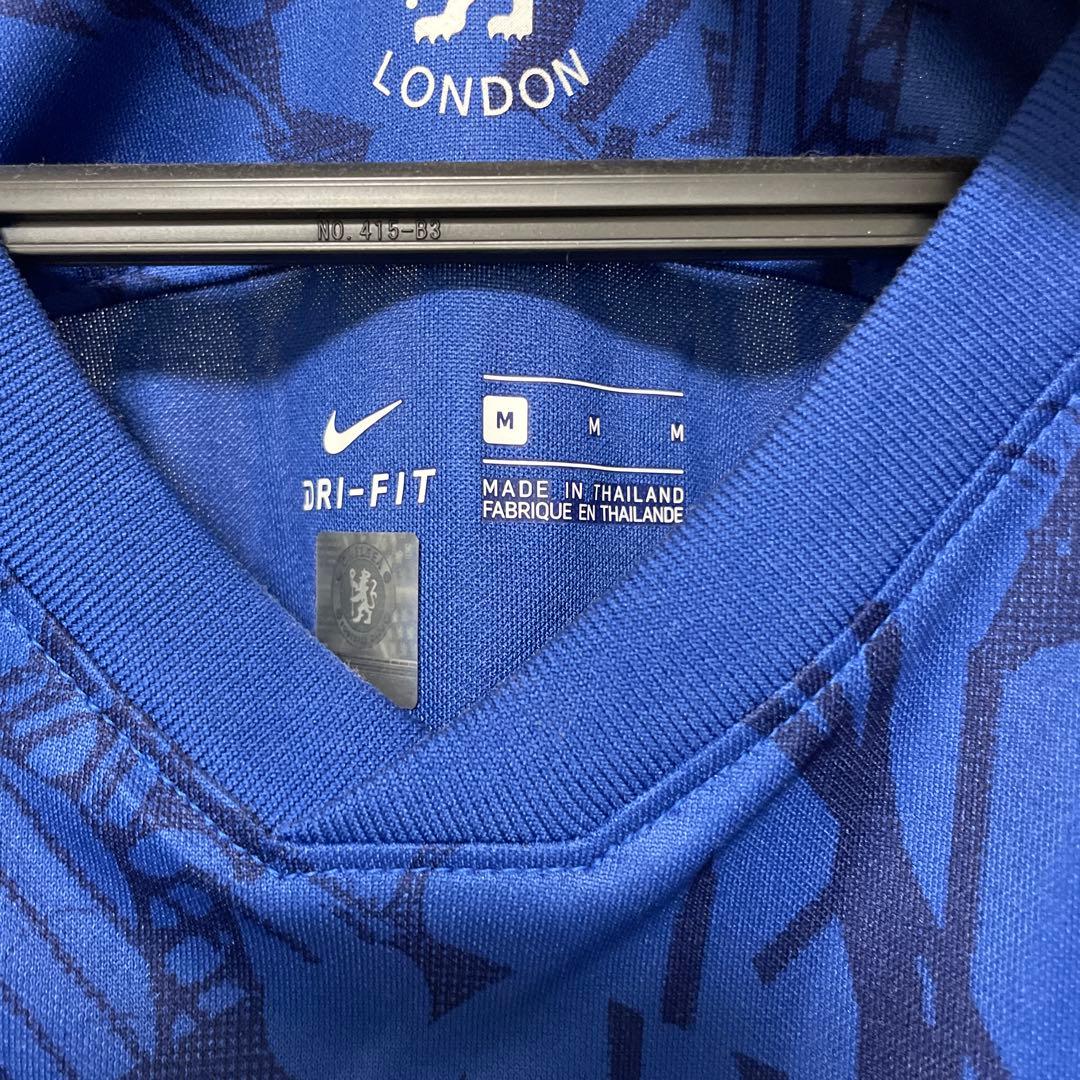 LONDON
NO. 415-B3
M M M
DRI-FIT
MADE IN THAILAND
FABRIQUE EN THAILANDE